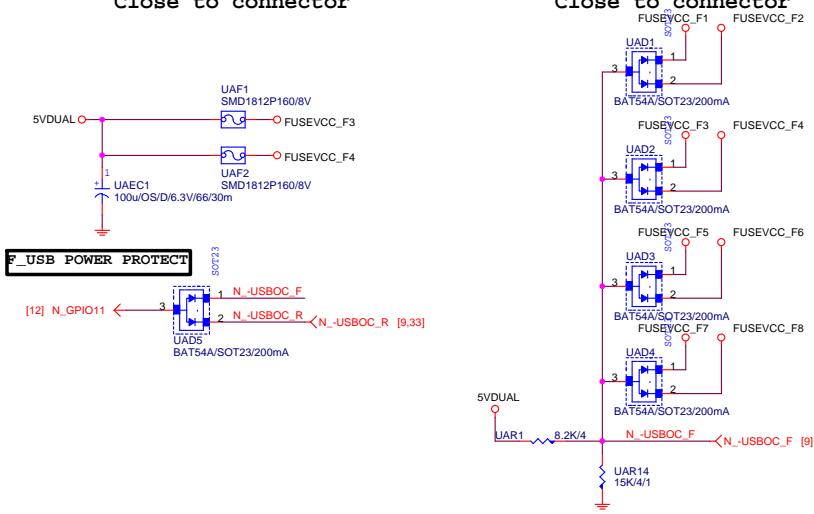 Close to connector
Close to connector
FUSEVCC_F1
FUSEVCC_F2
SOT23
UAD1
1
3
2
BAT54A/SOT23/200mA
UAF1
SMD1812P160/8V
5VDUAL
FUSEVCC_F3
FUSEVCC_F4
UAF2
SMD1812P160/8V
1
+
UAEC1
100u/OS/D/6.3V/66/30m
FUSEVCC_F3
FUSEVCC_F4
SOT23
UAD2
1
3
2
BAT54A/SOT23/200mA
F_USB POWER PROTECT
SOT23
[12] N_GPIO11
3
1
N_-USBOC_F
2
N_-USBOC_R
N_-USBOC_R [9,33]
UAD5
BAT54A/SOT23/200mA
FUSEVCC_F5
FUSEVCC_F6
SOT23
UAD3
1
3
2
BAT54A/SOT23/200mA
FUSEVCC_F7
FUSEVCC_F8
SOT23
UAD4
1
3
2
BAT54A/SOT23/200mA
5VDUAL
UAR1
8.2K/4
N_-USBOC_F
N_-USBOC_F [9]
UAR14
15K/4/1